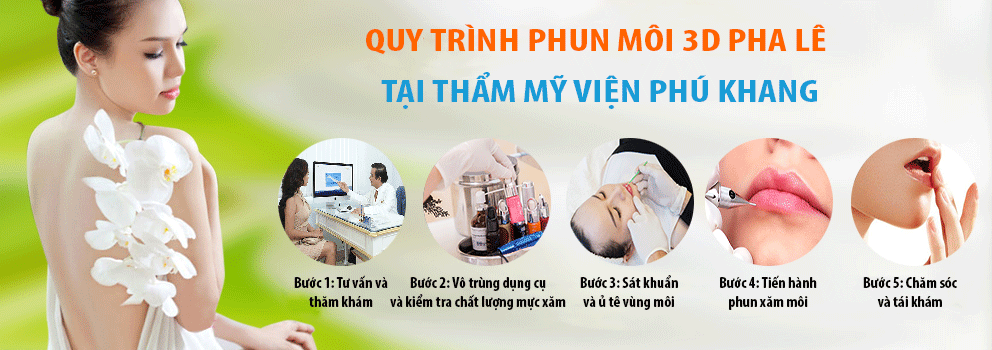 QUY TRÌNH PHUN MÔI 3D PHA LÊ
TẠI THẨM MỸ VIỆN PHÚ KHANG
Bước 1: Tư vấn và
thăm khám
Bước 2: Vô trùng dụng cụ
và kiểm tra chất lượng mực xăm
Bước 3: Sát khuẩn
và ủ tê vùng môi
Bước 4: Tiến hành
phun xăm môi
Bước 5: Chăm sóc
và tái khám